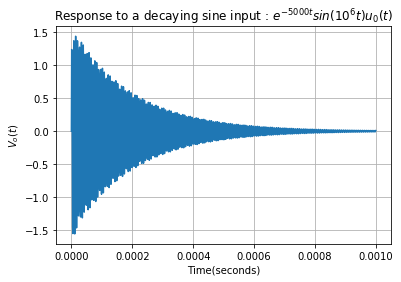 Response to a decaying sine input : e^{-5000t}sin(10^6t)u_0(t)
1.5
1.0
0.5
0.0
−0.5
−1.0
−1.5
V_o(t)
0.0000 0.0002 0.0004 0.0006 0.0008 0.0010
Time(seconds)